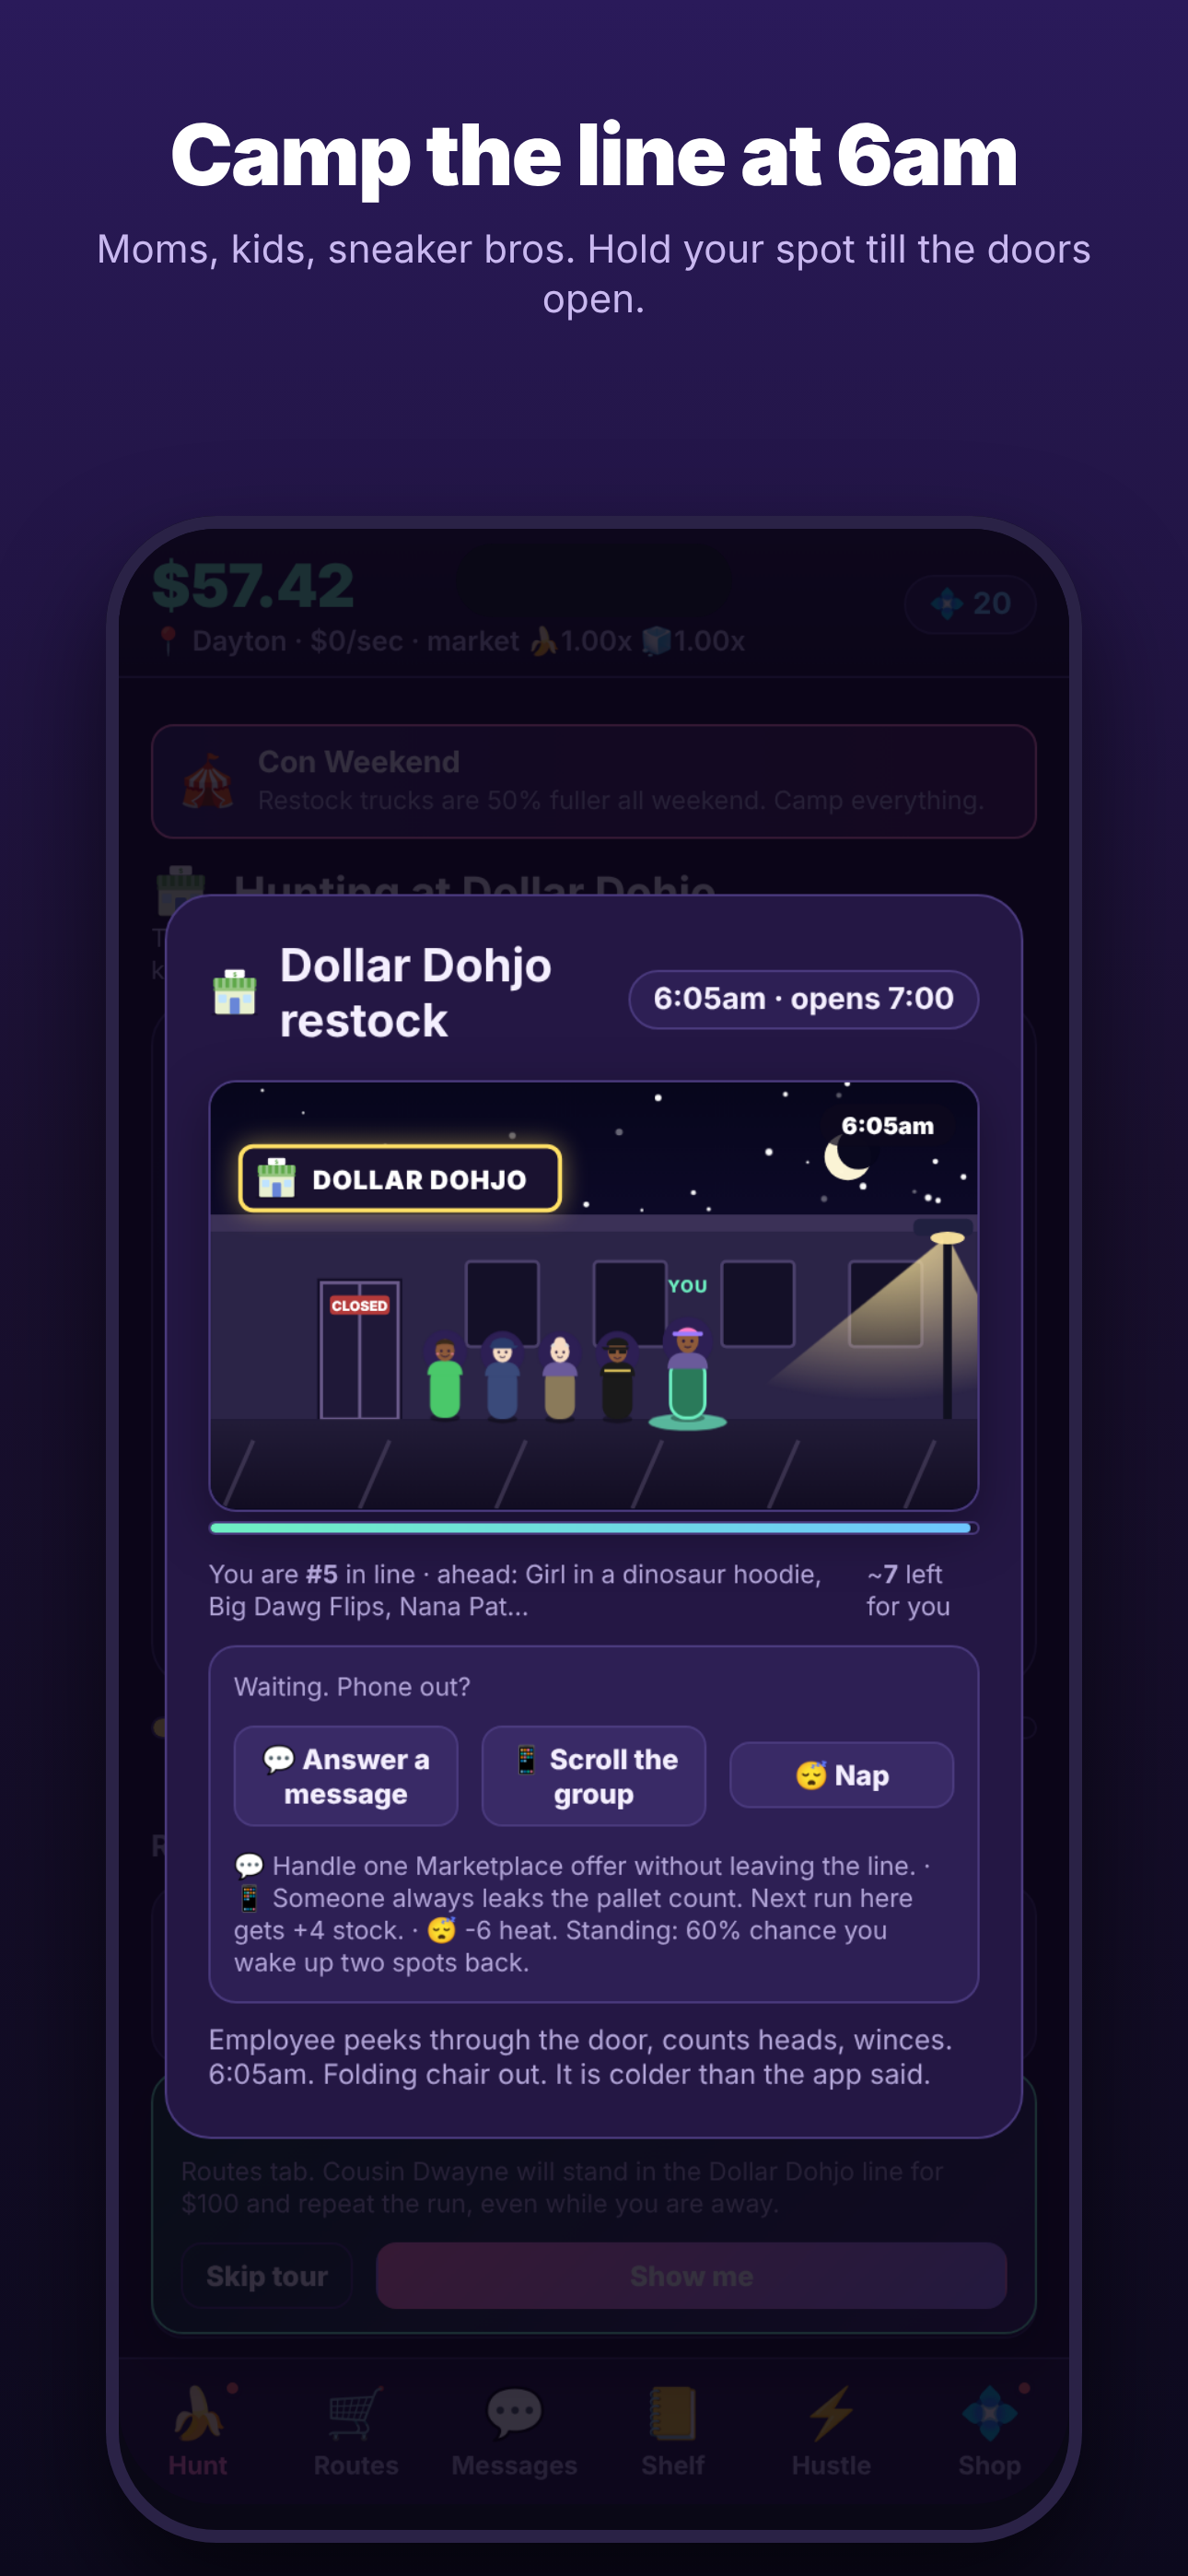 Camp the line at 6am
Moms, kids, sneaker bros. Hold your spot till the doors
open.
$57.42
20
📍 Dayton · $0/sec · market 🍌1.00x 🧊1.00x
Con Weekend
Restock trucks are 50% fuller all weekend. Camp everything.
Hunting at Dollar Dohjo
Dollar Dohjo
restock
6:05am · opens 7:00
6:05am
DOLLAR DOHJO
YOU
CLOSED
You are #5 in line · ahead: Girl in a dinosaur hoodie,
Big Dawg Flips, Nana Pat...
~7 left
for you
Waiting. Phone out?
💬 Answer a
message
📱 Scroll the
group
😴 Nap
💬 Handle one Marketplace offer without leaving the line. ·
📱 Someone always leaks the pallet count. Next run here
gets +4 stock. · 😴 -6 heat. Standing: 60% chance you
wake up two spots back.
Employee peeks through the door, counts heads, winces.
6:05am. Folding chair out. It is colder than the app said.
Routes tab. Cousin Dwayne will stand in the Dollar Dohjo line for
$100 and repeat the run, even while you are away.
Skip tour
Show me
Hunt
Routes
Messages
Shelf
Hustle
Shop